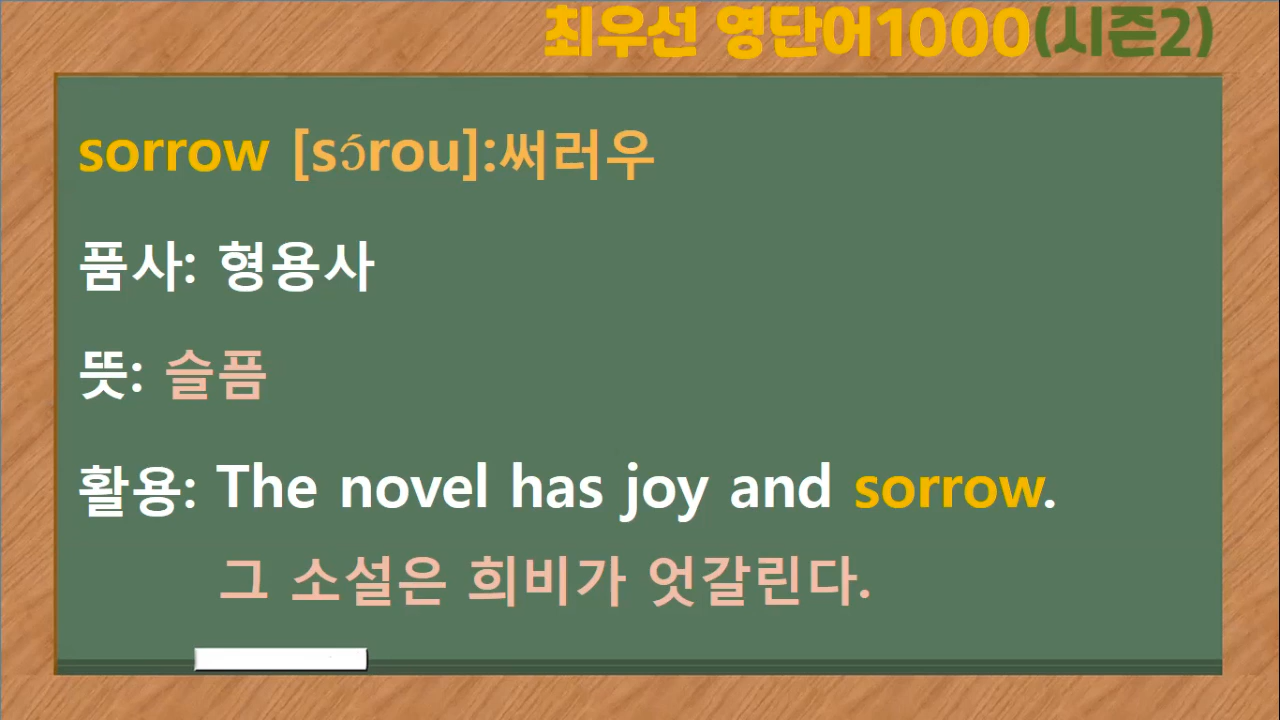 최우선 영단어1000(시즌2)
sorrow [sɔ́rou]:써러우
품사: 형용사
뜻: 슬픔
활용: The novel has joy and sorrow.
그 소설은 희비가 엇갈린다.